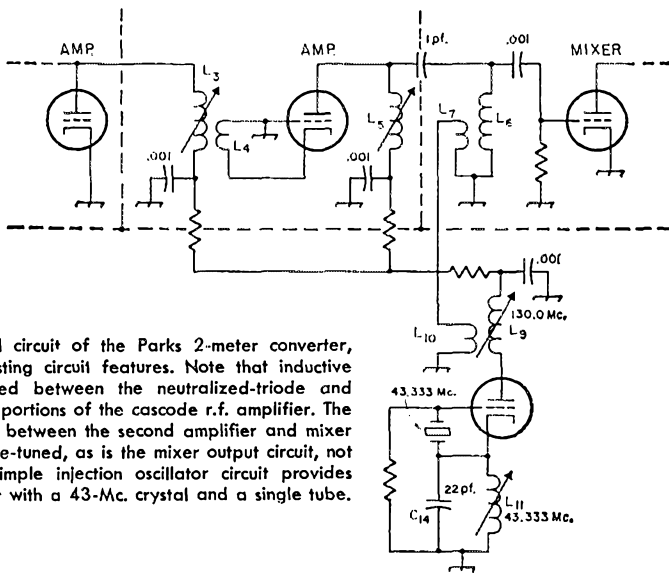 AMP.
AMP.
1 pf.
.001
MIXER
L3
L4
L5
L7
L6
.001
.001
.001
130.0 Mc.
L10
L9
43.333 Mc.
22 pf.
C14
L11
43.333 Mc.
circuit of the Parks 2-meter converter,
sting circuit features. Note that inductive
ed between the neutralized-triode and
portions of the cascode r.f. amplifier. The
between the second amplifier and mixer
e-tuned, as is the mixer output circuit, not
imple injection oscillator circuit provides
with a 43-Mc. crystal and a single tube.